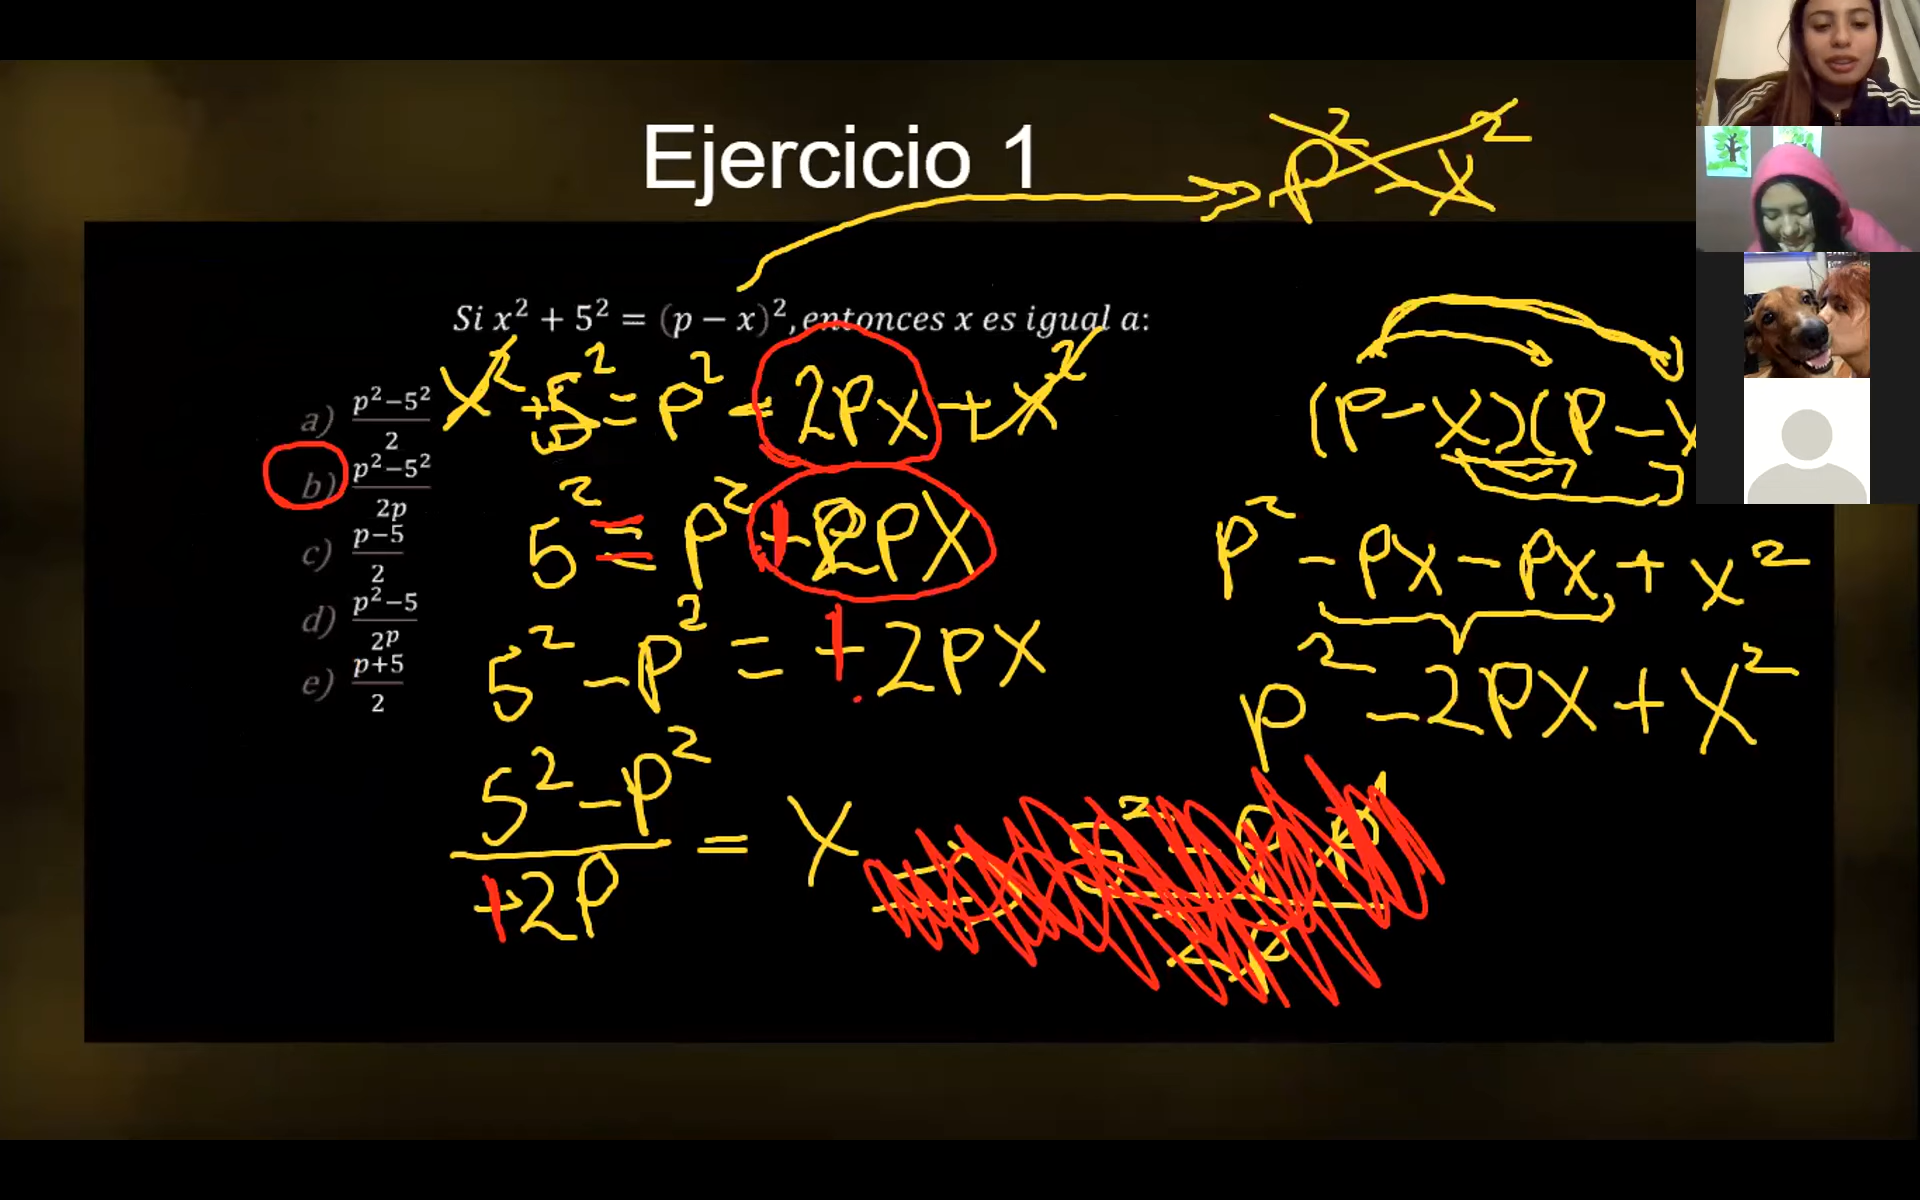 Ejercicio 1
p² - x²
Si x² + 5² = (p − x)², entonces x es igual a:
a) p²−5² / 2
b) p²−5² / 2p
c) p−5 / 2
d) p²−5 / 2p
e) p+5 / 2
x² + 5² = p² - 2px + x²
5² = p² + 2px
5² - p² = + 2px
5² - p² / +2p = x
(p - x)(p - x
p² - px - px + x²
p² - 2px + x²